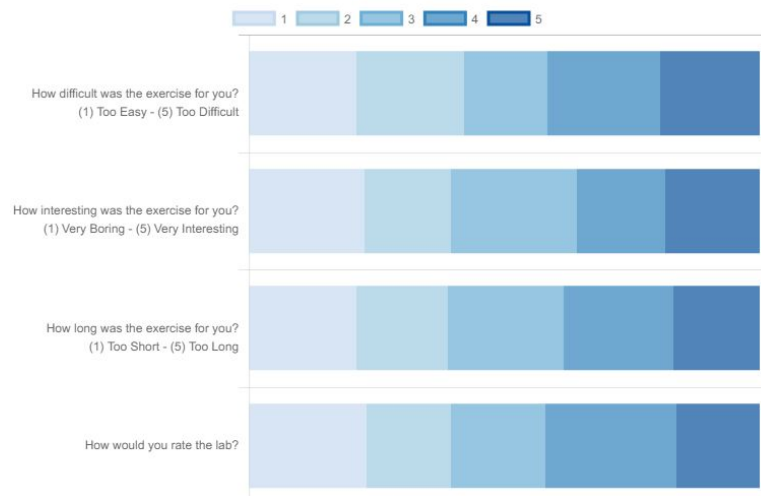 1 2 3 4 5
How difficult was the exercise for you?
(1) Too Easy - (5) Too Difficult
How interesting was the exercise for you?
(1) Very Boring - (5) Very Interesting
How long was the exercise for you?
(1) Too Short - (5) Too Long
How would you rate the lab?